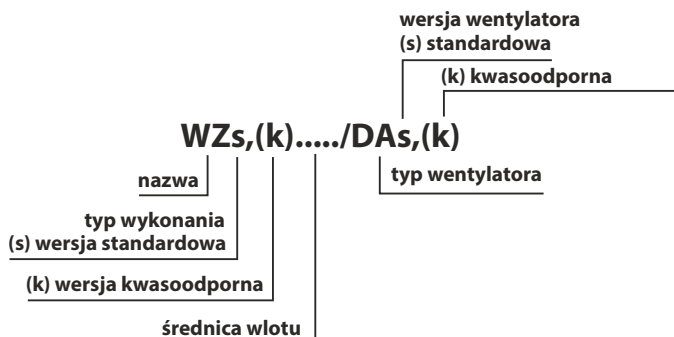 wersja wentylatora
(s) standardowa
(k) kwasoodporna
WZs,(k)...../DAs,(k)
nazwa
typ wentylatora
typ wykonania
(s) wersja standardowa
(k) wersja kwasoodporna
średnica wlotu